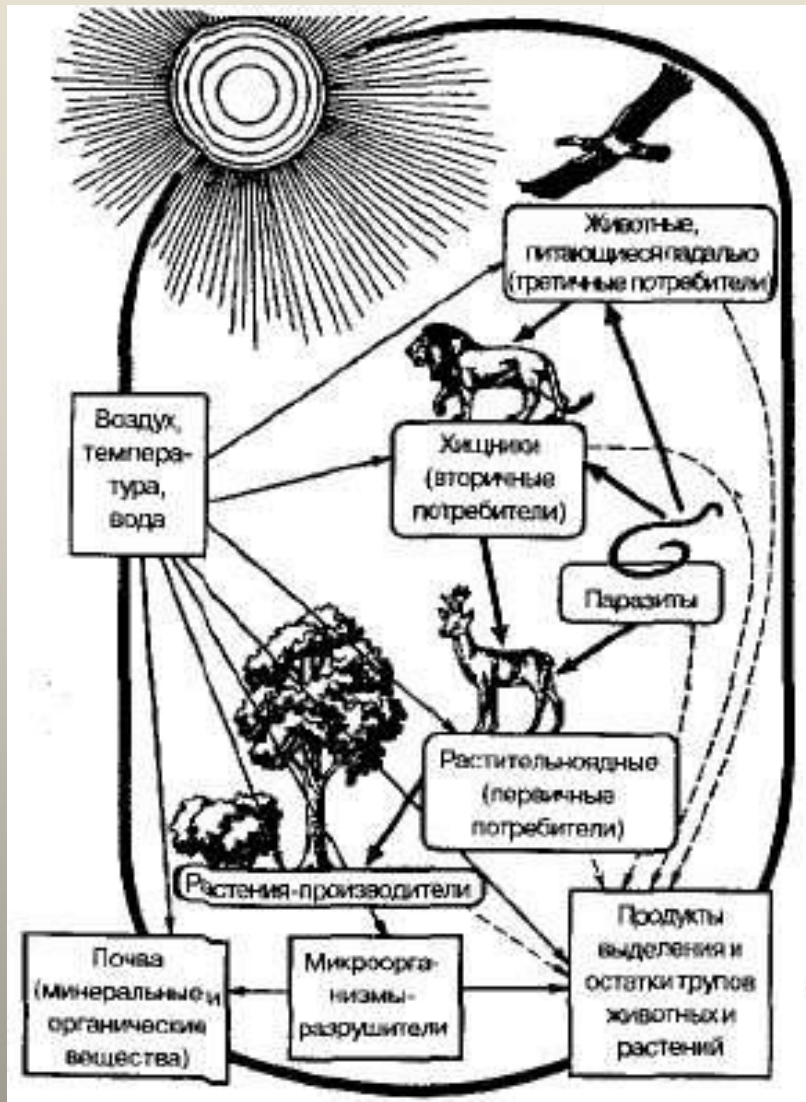 Животные,
питающиеся падалью
(третичные потребители)
Воздух,
темпера-
тура,
вода
Хищники
(вторичные
потребители)
Паразиты
Растительноядные
(первичные
потребители)
Растения-производители
Почва
(минеральные и
органические
вещества)
Микроорга-
низмы-
разрушители
Продукты
выделения и
остатки трупов
животных и
растений